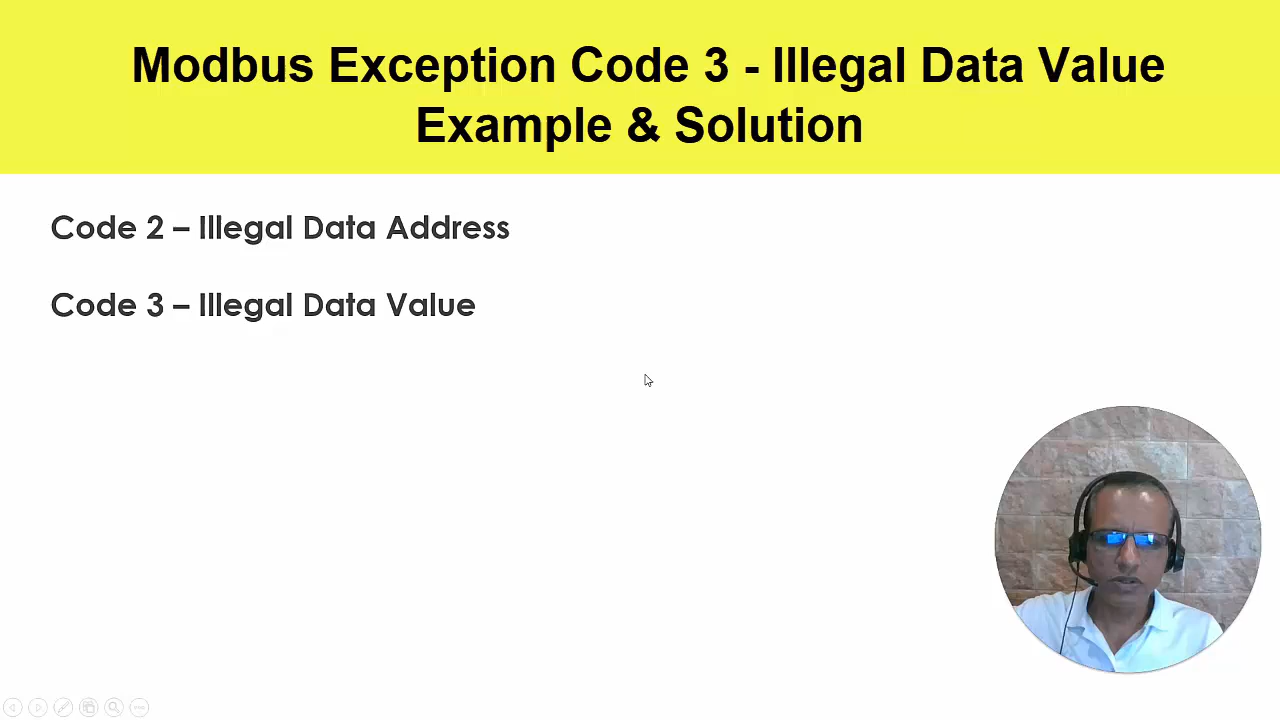 Modbus Exception Code 3 - Illegal Data Value
Example & Solution
Code 2 – Illegal Data Address
Code 3 – Illegal Data Value